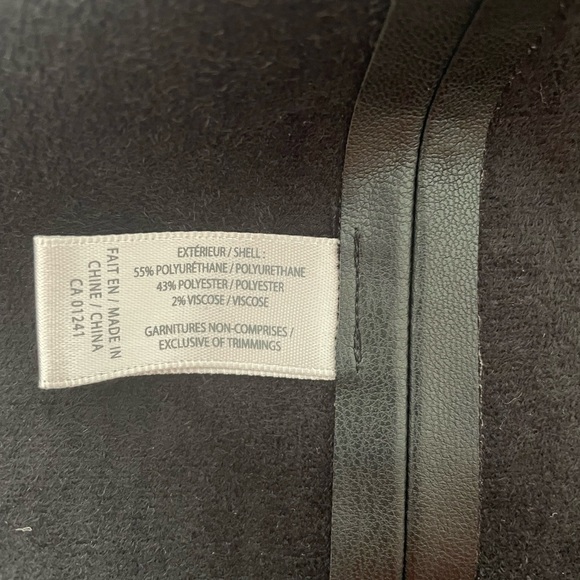 EXTÉRIEUR / SHELL :
55% POLYURÉTHANE / POLYURETHANE
43% POLYESTER / POLYESTER
2% VISCOSE / VISCOSE
GARNITURES NON-COMPRISES /
EXCLUSIVE OF TRIMMINGS
FAIT EN / MADE IN
CHINE / CHINA
CA 01241